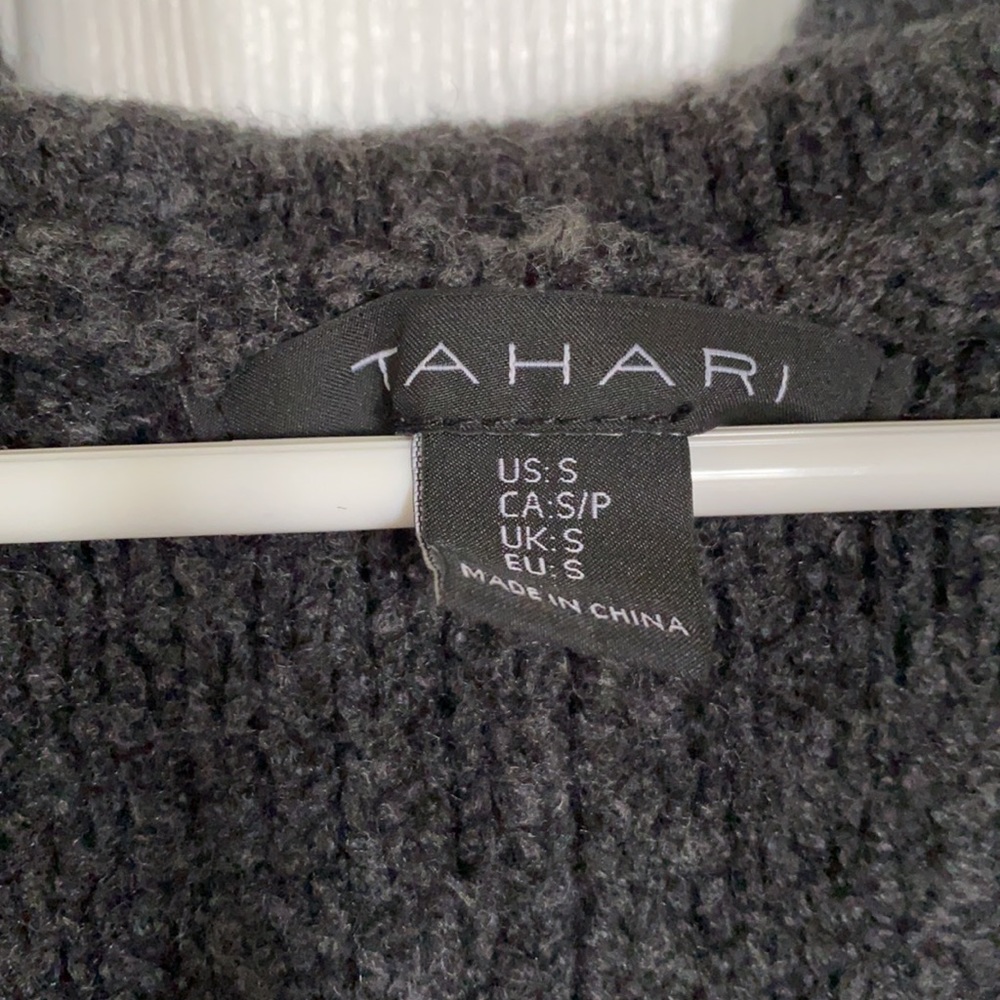 TAHARI
US: S
CA:S/P
UK: S
EU: S
MADE IN CHINA